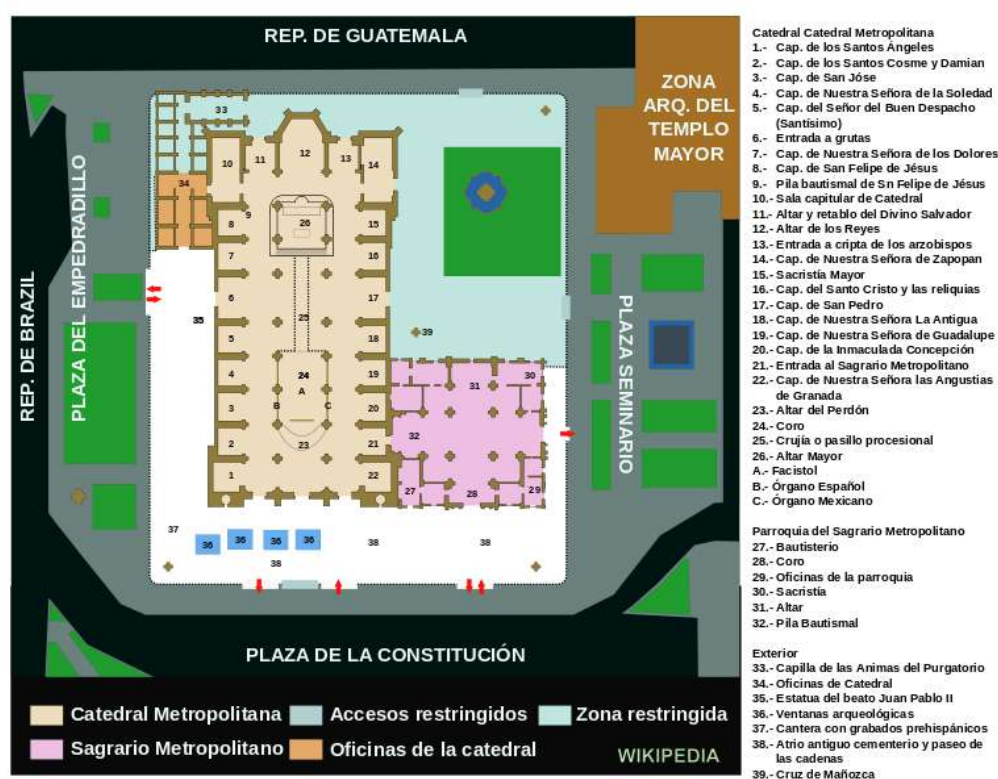 REP. DE GUATEMALA
ZONA
ARQ. DEL
TEMPLO
MAYOR
REP. DE BRAZIL
PLAZA DEL EMPEDRADILLO
PLAZA SEMINARIO
33
10
11
12
13
14
34
9
8
26
15
7
16
6
17
35
25
39
5
18
4
24
19
31
30
A
3
B
C
20
2
23
21
32
1
22
27
28
29
37
36
36
36
36
38
38
38
PLAZA DE LA CONSTITUCIÓN
Catedral Metropolitana
Accesos restringidos
Zona restringida
Sagrario Metropolitano
Oficinas de la catedral
WIKIPEDIA
Catedral Catedral Metropolitana
1.- Cap. de los Santos Ángeles
2.- Cap. de los Santos Cosme y Damian
3.- Cap. de San Jóse
4.- Cap. de Nuestra Señora de la Soledad
5.- Cap. del Señor del Buen Despacho
(Santísimo)
6.- Entrada a grutas
7.- Cap. de Nuestra Señora de los Dolores
8.- Cap. de San Felipe de Jésus
9.- Pila bautismal de Sn Felipe de Jésus
10.- Sala capitular de Catedral
11.- Altar y retablo del Divino Salvador
12.- Altar de los Reyes
13.- Entrada a cripta de los arzobispos
14.- Cap. de Nuestra Señora de Zapopan
15.- Sacristía Mayor
16.- Cap. del Santo Cristo y las reliquias
17.- Cap. de San Pedro
18.- Cap. de Nuestra Señora La Antigua
19.- Cap. de Nuestra Señora de Guadalupe
20.- Cap. de la Inmaculada Concepción
21.- Entrada al Sagrario Metropolitano
22.- Cap. de Nuestra Señora las Angustias
de Granada
23.- Altar del Perdón
24.- Coro
25.- Crujía o pasillo procesional
26.- Altar Mayor
A.- Facistol
B.- Órgano Español
C.- Órgano Mexicano
Parroquia del Sagrario Metropolitano
27.- Bautisterio
28.- Coro
29.- Oficinas de la parroquia
30.- Sacristía
31.- Altar
32.- Pila Bautismal
Exterior
33.- Capilla de las Animas del Purgatorio
34.- Oficinas de Catedral
35.- Estatua del beato Juan Pablo II
36.- Ventanas arqueológicas
37.- Cantera con grabados prehispánicos
38.- Atrio antiguo cementerio y paseo de
las cadenas
39.- Cruz de Mañozca